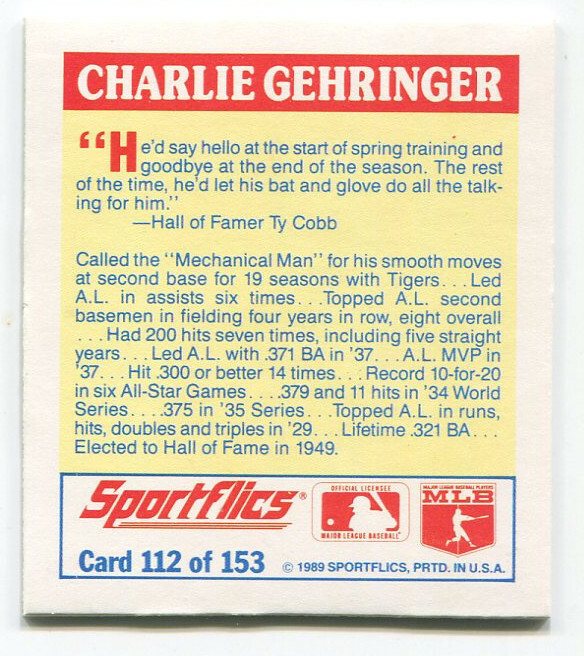 CHARLIE GEHRINGER
"He'd say hello at the start of spring training and
goodbye at the end of the season. The rest
of the time, he'd let his bat and glove do all the talk-
ing for him."
—Hall of Famer Ty Cobb
Called the "Mechanical Man" for his smooth moves
at second base for 19 seasons with Tigers...Led
A.L. in assists six times...Topped A.L. second
basemen in fielding four years in row, eight overall
...Had 200 hits seven times, including five straight
years...Led A.L. with .371 BA in '37...A.L. MVP in
'37...Hit .300 or better 14 times...Record 10-for-20
in six All-Star Games....379 and 11 hits in '34 World
Series....375 in '35 Series...Topped A.L. in runs,
hits, doubles and triples in '29...Lifetime .321 BA...
Elected to Hall of Fame in 1949.
Sportflics®
OFFICIAL LICENSEE
MAJOR LEAGUE BASEBALL
MAJOR LEAGUE BASEBALL PLAYERS
MLB
Card 112 of 153
© 1989 SPORTFLICS, PRTD. IN U.S.A.